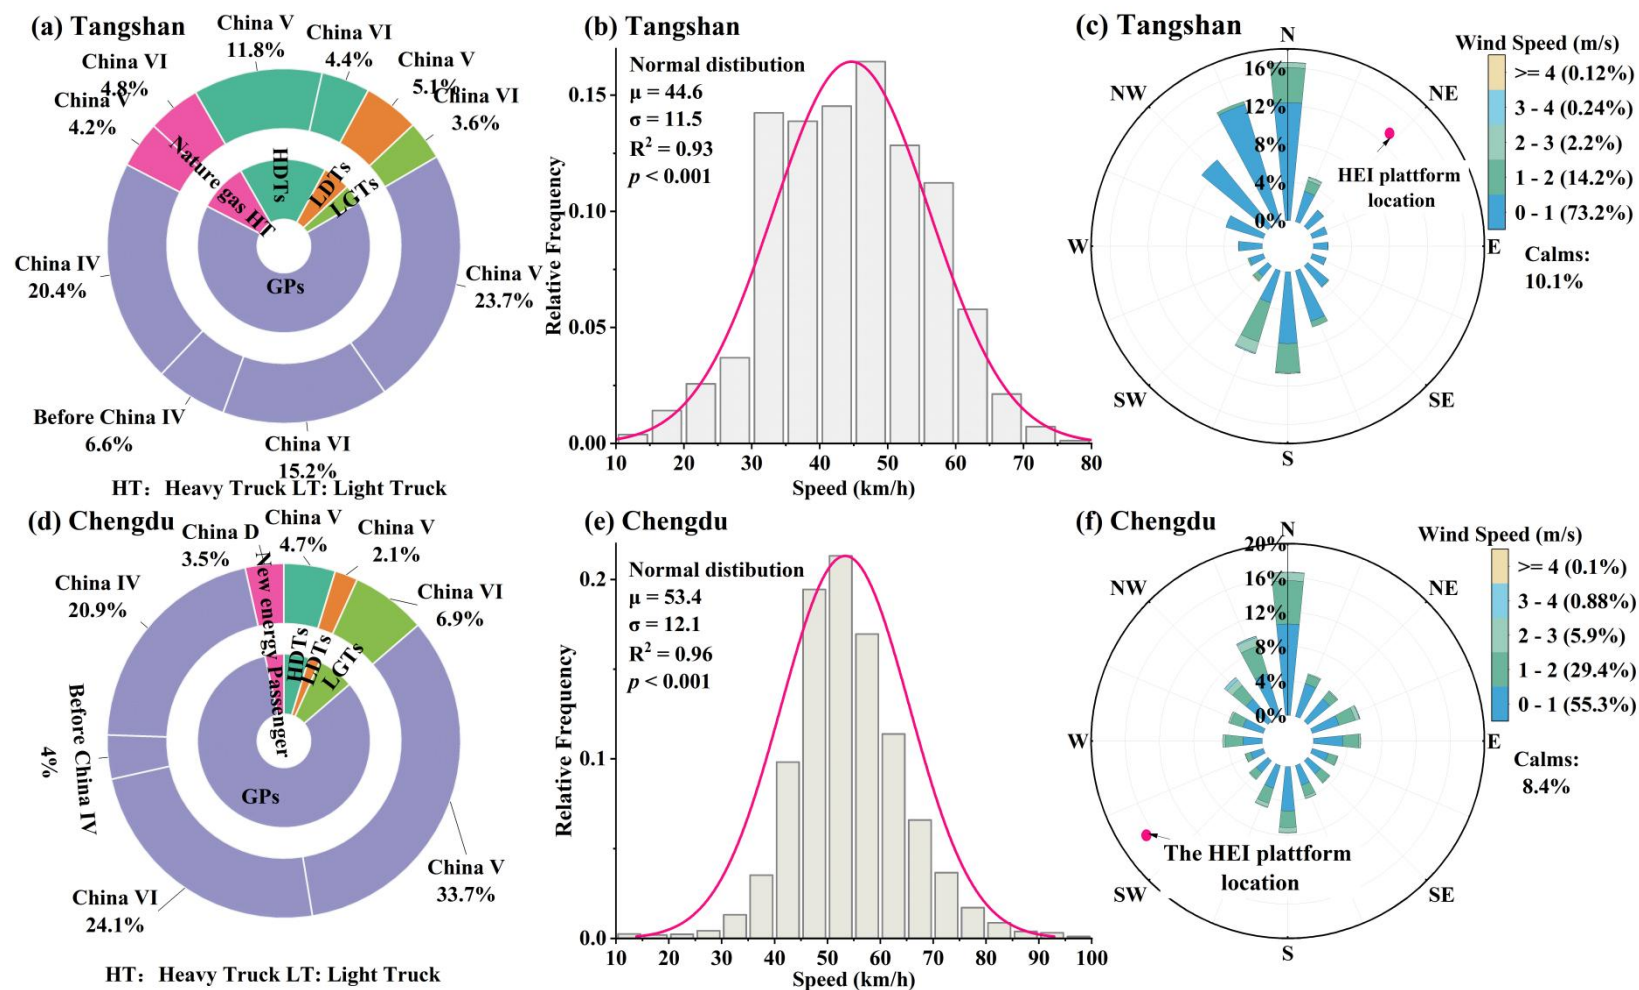 (a) Tangshan
China V
11.8%
China VI
4.4%
China V
5.1%
China VI
3.6%
China VI
4.8%
China V
4.2%
Nature gas HT
HDTs
LDTs
LGTs
GPs
China IV
20.4%
China V
23.7%
Before China IV
6.6%
China VI
15.2%
HT: Heavy Truck LT: Light Truck
(b) Tangshan
Normal distibution
μ = 44.6
σ = 11.5
R² = 0.93
p < 0.001
Relative Frequency
0.15
0.10
0.05
0.00
10 20 30 40 50 60 70 80
Speed (km/h)
(c) Tangshan
N
NE
E
SE
S
SW
W
NW
16%
12%
8%
4%
0%
HEI plattform
location
Wind Speed (m/s)
>= 4 (0.12%)
3 - 4 (0.24%)
2 - 3 (2.2%)
1 - 2 (14.2%)
0 - 1 (73.2%)
Calms:
10.1%
(d) Chengdu
China D
3.5%
China V
4.7%
China V
2.1%
China VI
6.9%
China IV
20.9%
New energy Passenger
HDTs
LDTs
LGTs
GPs
Before China IV
4%
China VI
24.1%
China V
33.7%
HT: Heavy Truck LT: Light Truck
(e) Chengdu
Normal distibution
μ = 53.4
σ = 12.1
R² = 0.96
p < 0.001
Relative Frequency
0.2
0.1
0.0
10 20 30 40 50 60 70 80 90 100
Speed (km/h)
(f) Chengdu
N
NE
E
SE
S
SW
W
NW
20%
16%
12%
8%
4%
0%
The HEI plattform
location
Wind Speed (m/s)
>= 4 (0.1%)
3 - 4 (0.88%)
2 - 3 (5.9%)
1 - 2 (29.4%)
0 - 1 (55.3%)
Calms:
8.4%